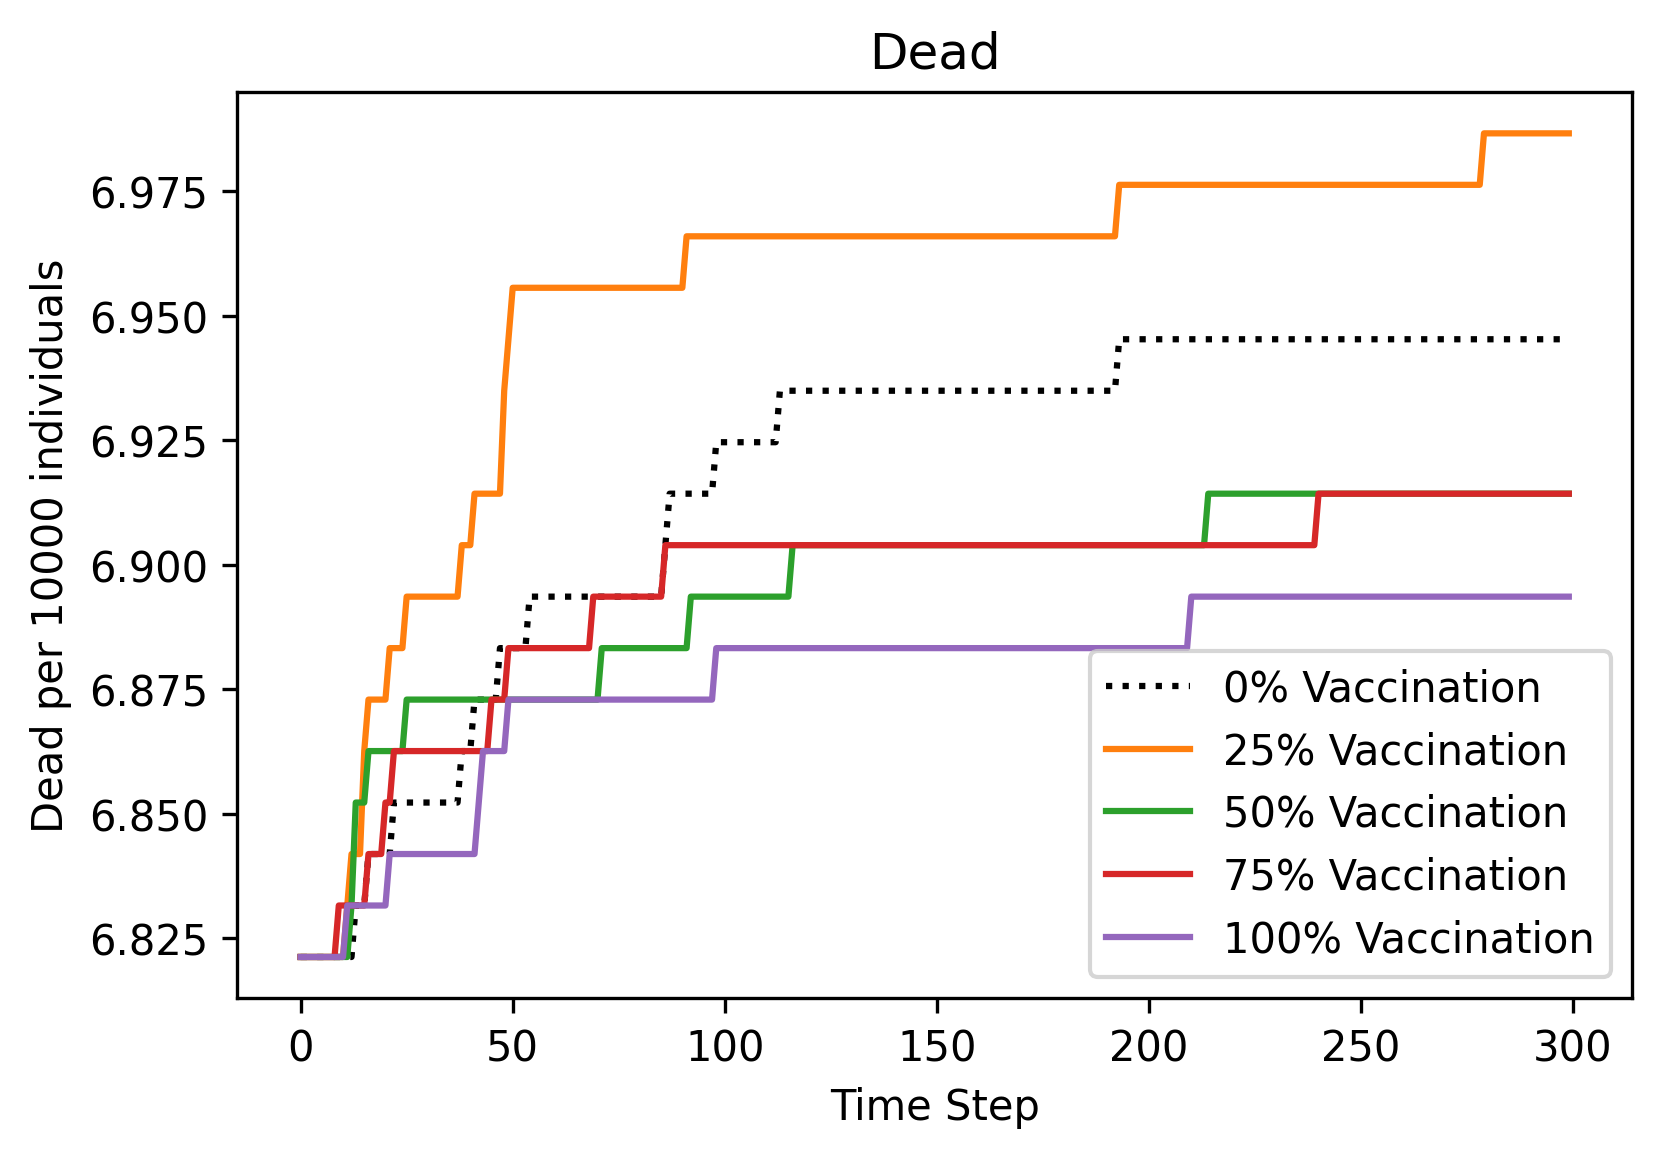 Dead
Dead per 10000 individuals
6.975
6.950
6.925
6.900
6.875
6.850
6.825
0% Vaccination
25% Vaccination
50% Vaccination
75% Vaccination
100% Vaccination
0 50 100 150 200 250 300
Time Step